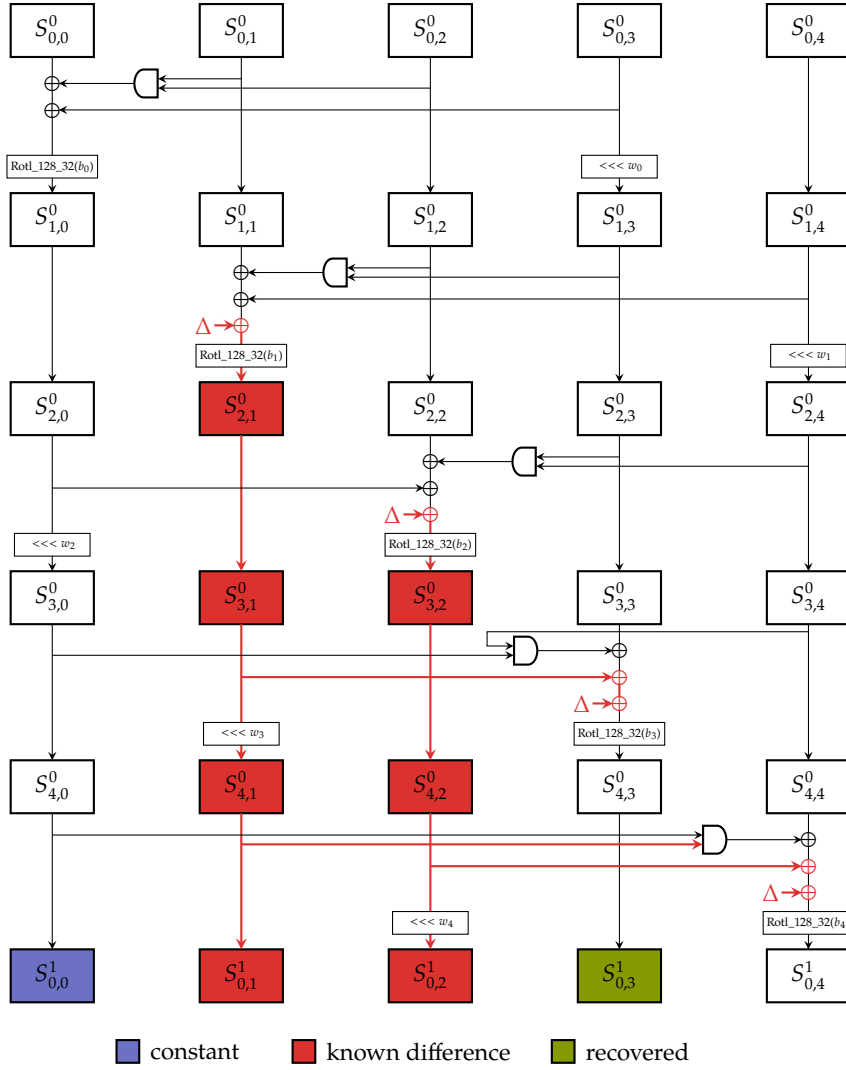 S^0_{0,0} S^0_{0,1} S^0_{0,2} S^0_{0,3} S^0_{0,4}
Rotl_128_32(b_0) <<< w_0
S^0_{1,0} S^0_{1,1} S^0_{1,2} S^0_{1,3} S^0_{1,4}
Δ
Rotl_128_32(b_1) <<< w_1
S^0_{2,0} S^0_{2,1} S^0_{2,2} S^0_{2,3} S^0_{2,4}
Δ
<<< w_2 Rotl_128_32(b_2)
S^0_{3,0} S^0_{3,1} S^0_{3,2} S^0_{3,3} S^0_{3,4}
Δ
<<< w_3 Rotl_128_32(b_3)
S^0_{4,0} S^0_{4,1} S^0_{4,2} S^0_{4,3} S^0_{4,4}
Δ
<<< w_4 Rotl_128_32(b_4
S^1_{0,0} S^1_{0,1} S^1_{0,2} S^1_{0,3} S^1_{0,4}
constant known difference recovered